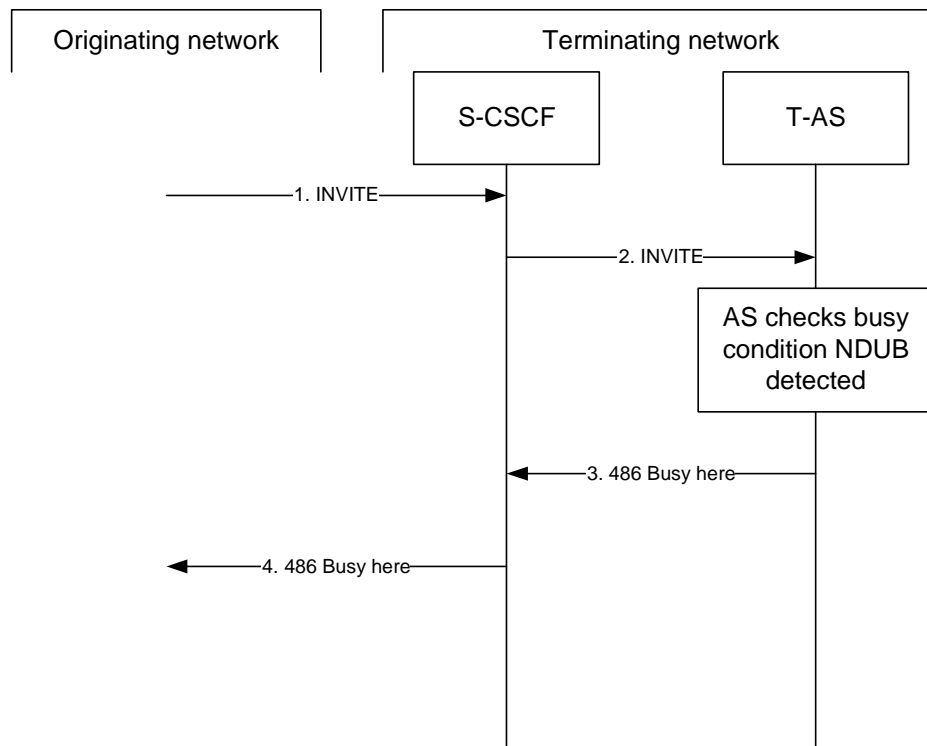 Originating network
Terminating network
S-CSCF
T-AS
1. INVITE
2. INVITE
AS checks busy
condition NDUB
detected
3. 486 Busy here
4. 486 Busy here